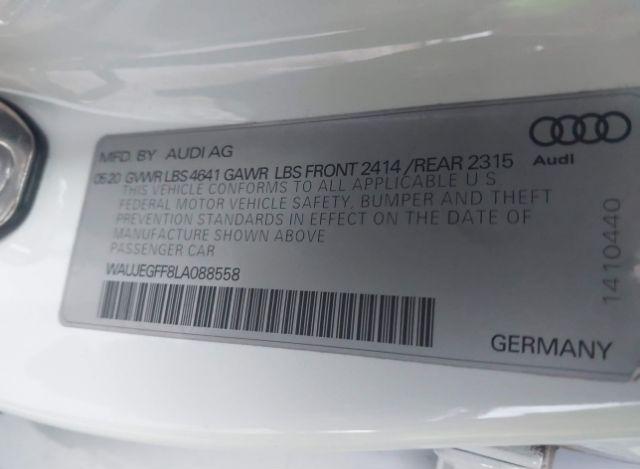 MFD. BY AUDI AG
05·20 GVWR LBS 4641 GAWR LBS FRONT 2414 /REAR 2315
THIS VEHICLE CONFORMS TO ALL APPLICABLE U S
FEDERAL MOTOR VEHICLE SAFETY, BUMPER AND THEFT
PREVENTION STANDARDS IN EFFECT ON THE DATE OF
MANUFACTURE SHOWN ABOVE
PASSENGER CAR
WAUJEGFF8LA088558
Audi
1410440
GERMANY